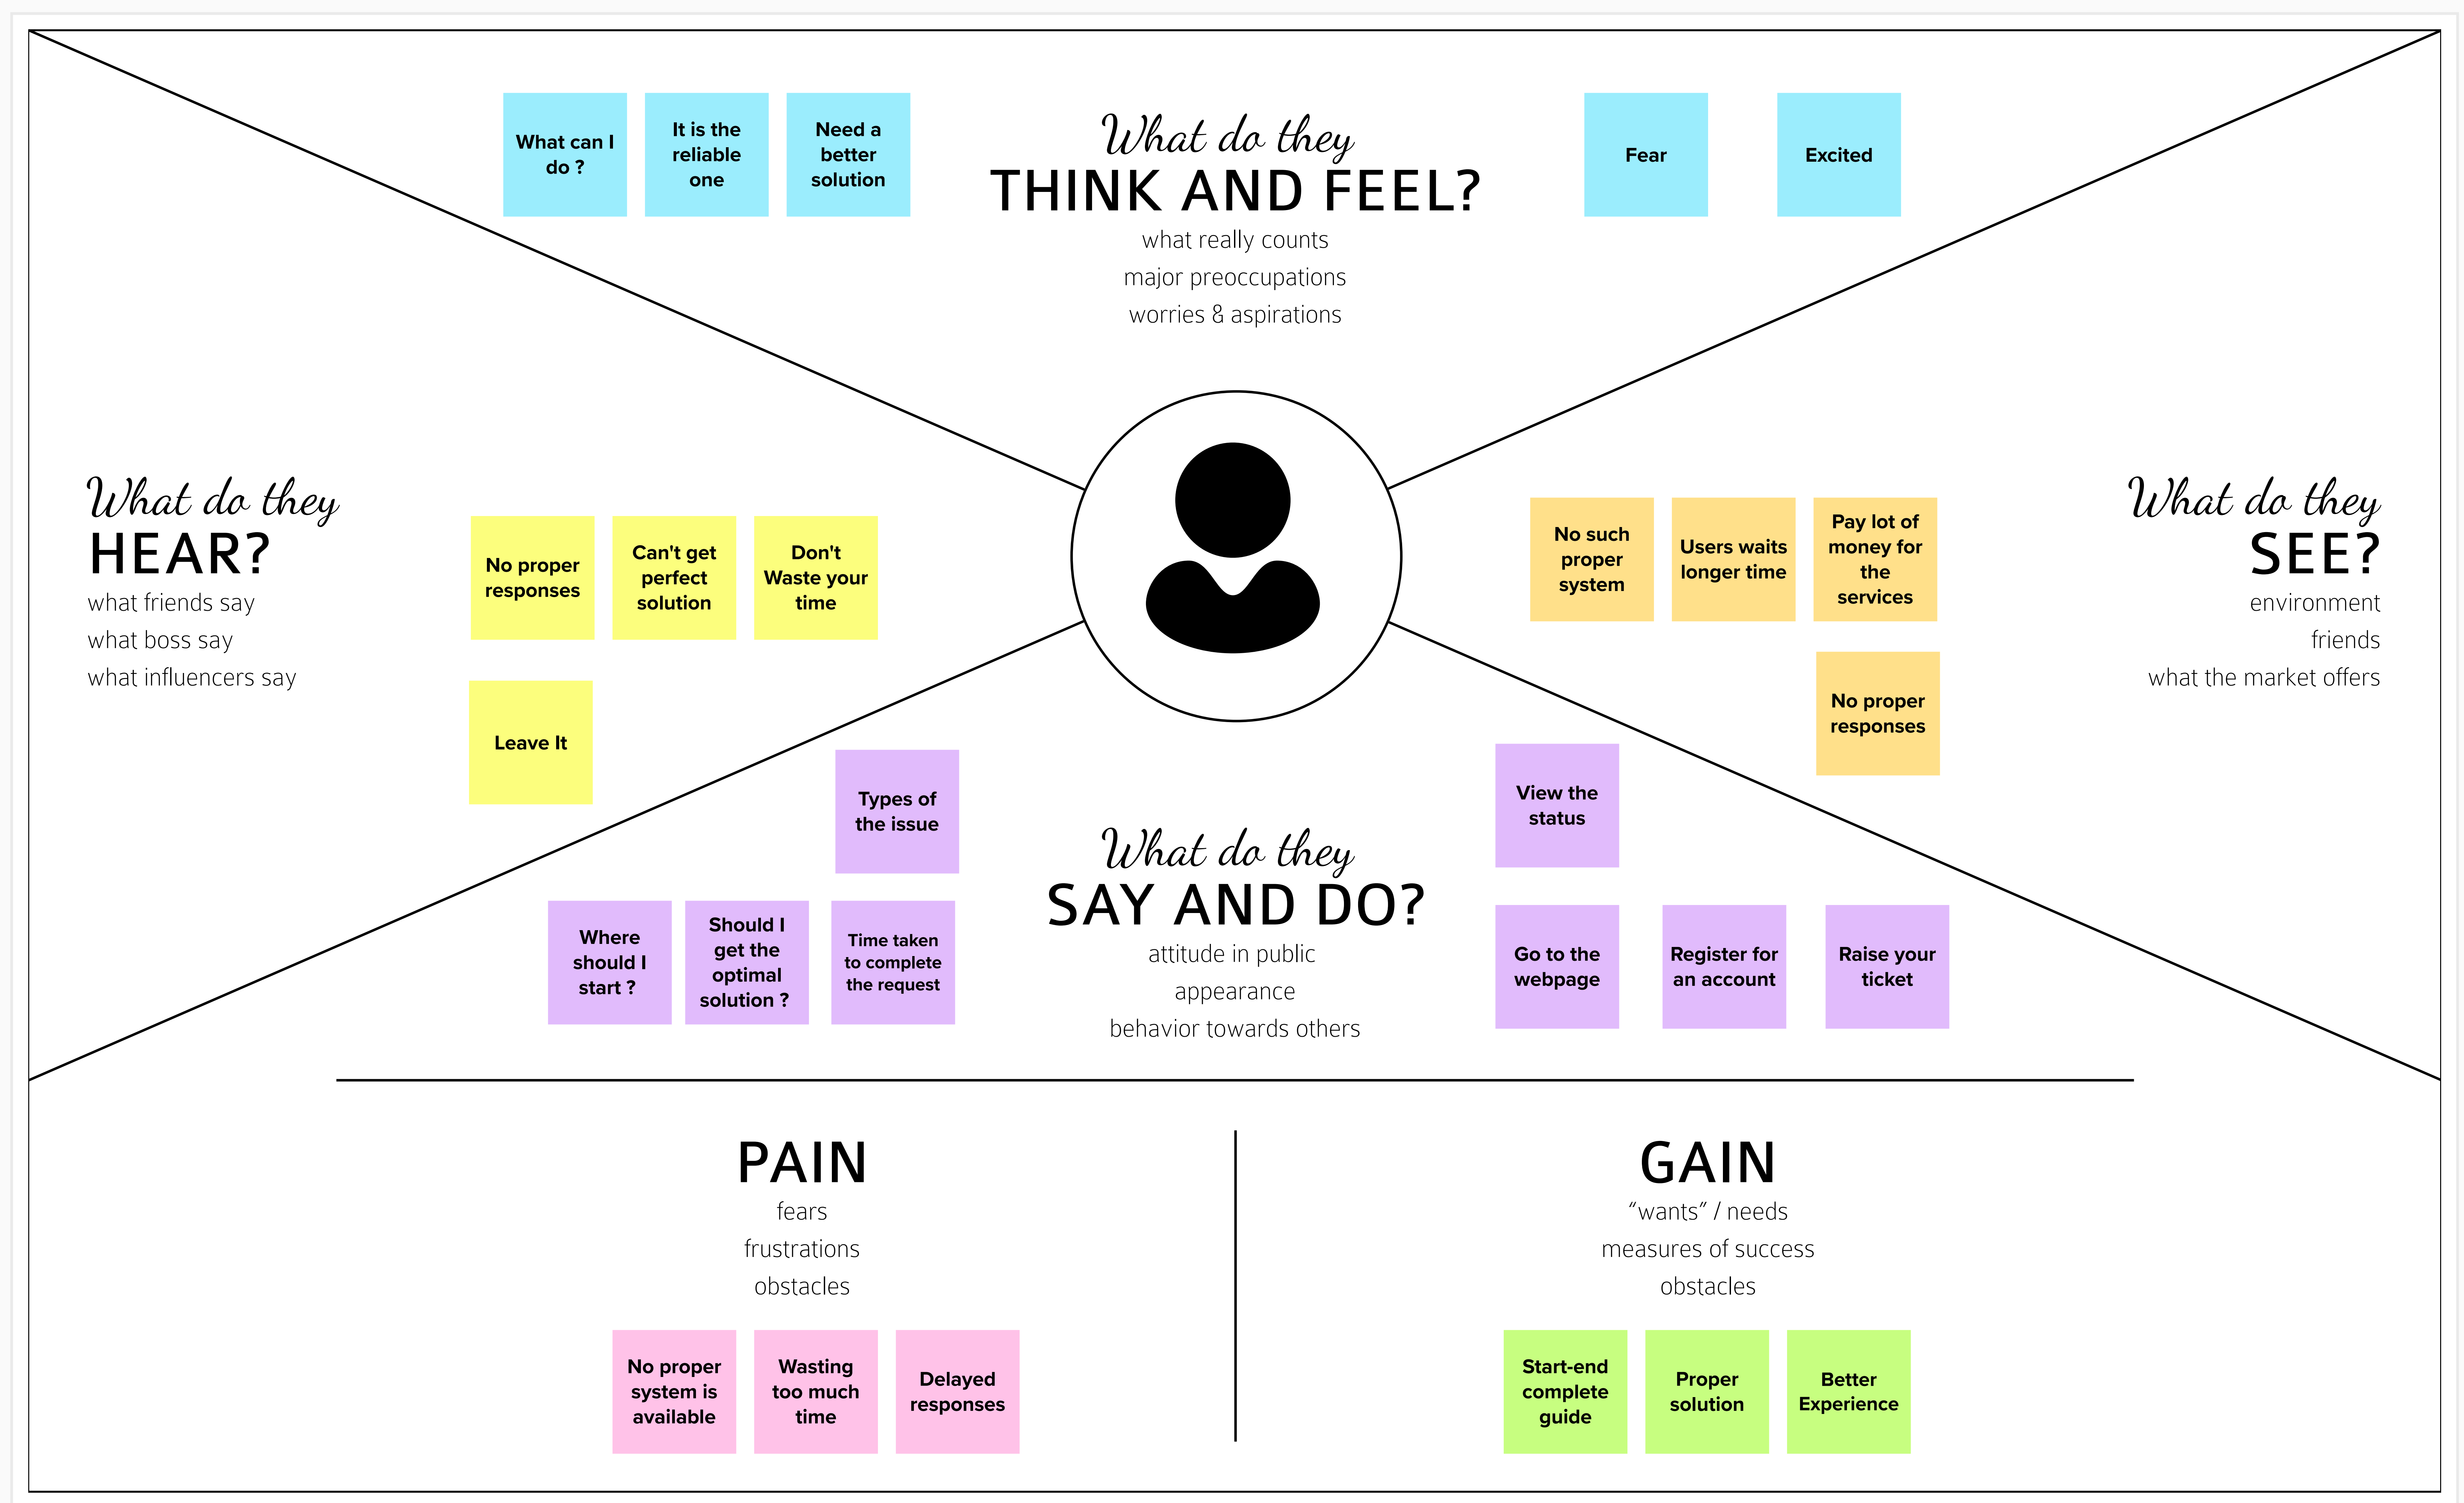 What can I
do ?
It is the
reliable
one
Need a
better
solution
What do they
THINK AND FEEL?
what really counts
major preoccupations
worries & aspirations
Fear
Excited
What do they
HEAR?
what friends say
what boss say
what influencers say
No proper
responses
Can't get
perfect
solution
Don't
Waste your
time
Leave It
No such
proper
system
Users waits
longer time
Pay lot of
money for
the
services
No proper
responses
What do they
SEE?
environment
friends
what the market offers
Types of
the issue
Where
should I
start ?
Should I
get the
optimal
solution ?
Time taken
to complete
the request
What do they
SAY AND DO?
attitude in public
appearance
behavior towards others
View the
status
Go to the
webpage
Register for
an account
Raise your
ticket
PAIN
fears
frustrations
obstacles
No proper
system is
available
Wasting
too much
time
Delayed
responses
GAIN
“wants” / needs
measures of success
obstacles
Start-end
complete
guide
Proper
solution
Better
Experience